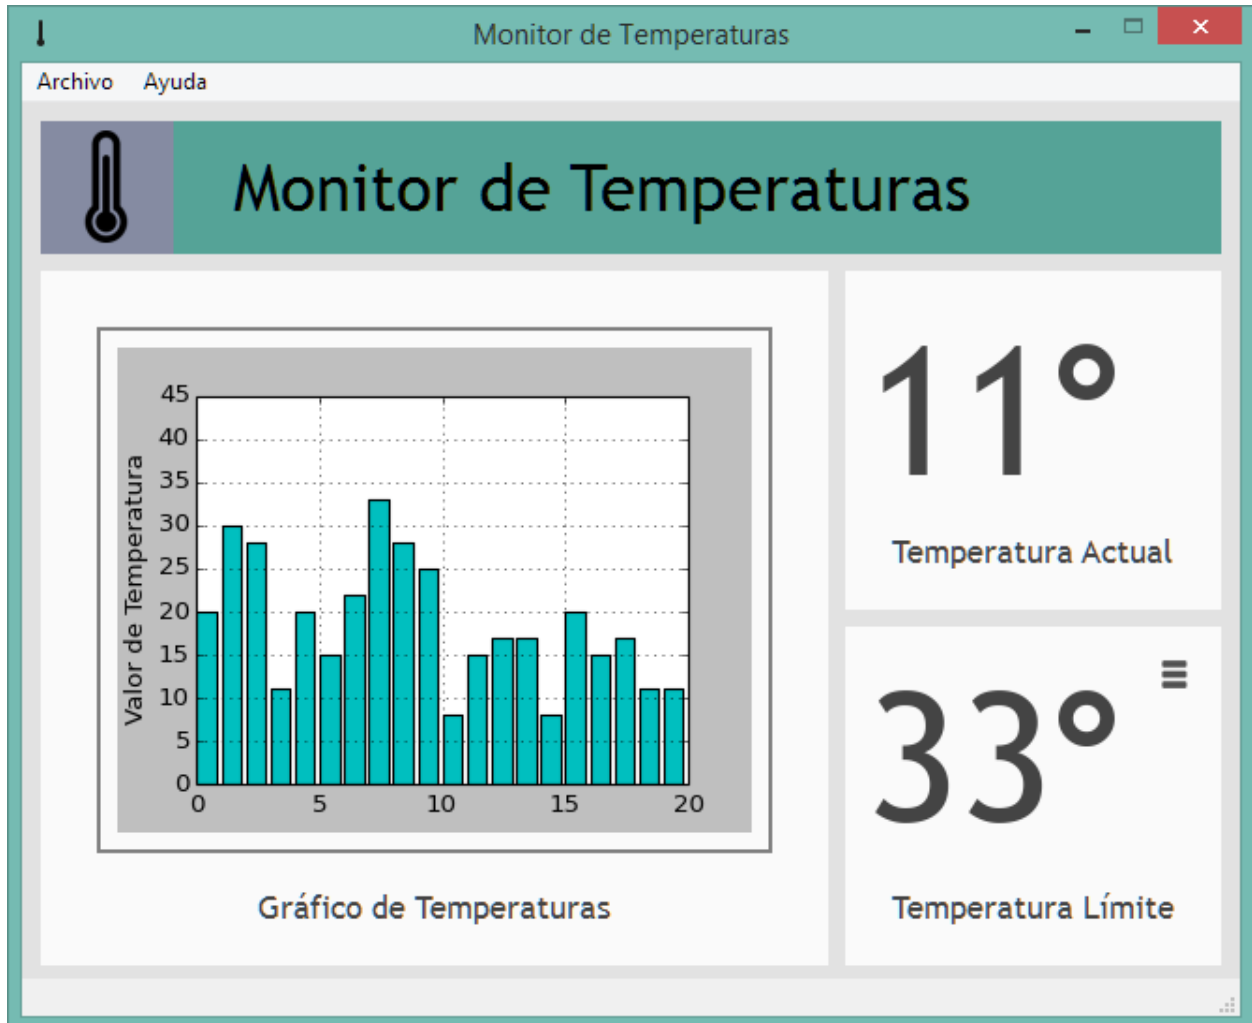 Monitor de Temperaturas
Archivo Ayuda
Monitor de Temperaturas
45
40
35
30
25
20
15
10
5
0
Valor de Temperatura
0 5 10 15 20
Gráfico de Temperaturas
11°
Temperatura Actual
33°
Temperatura Límite